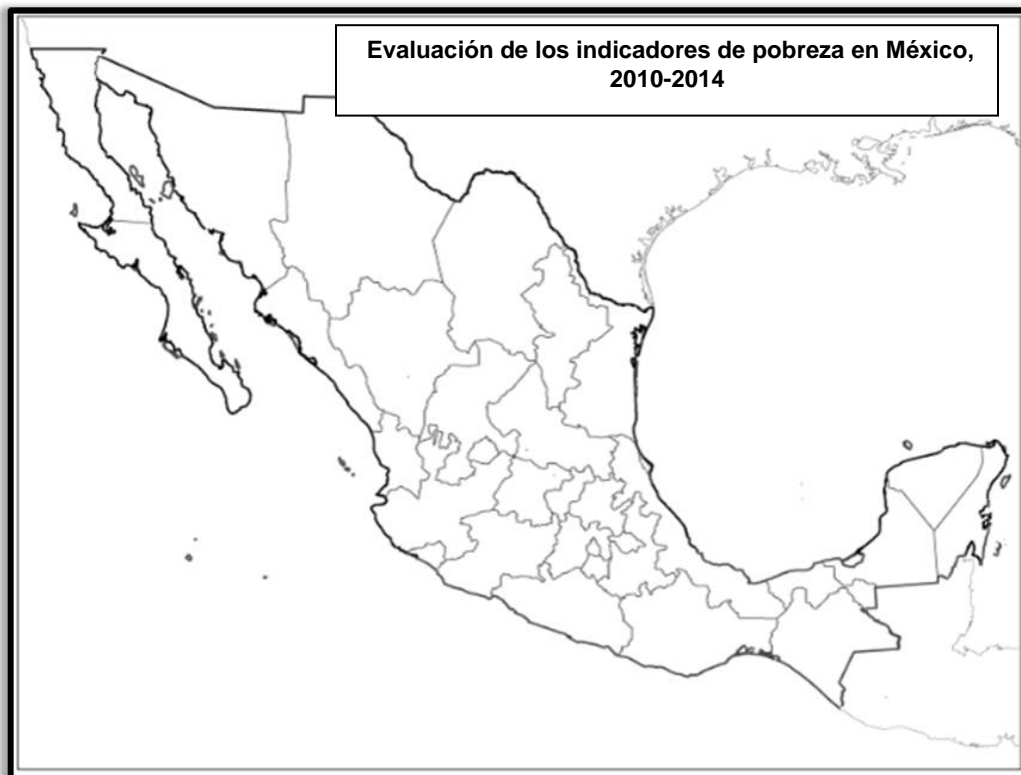 Evaluación de los indicadores de pobreza en México,
2010-2014